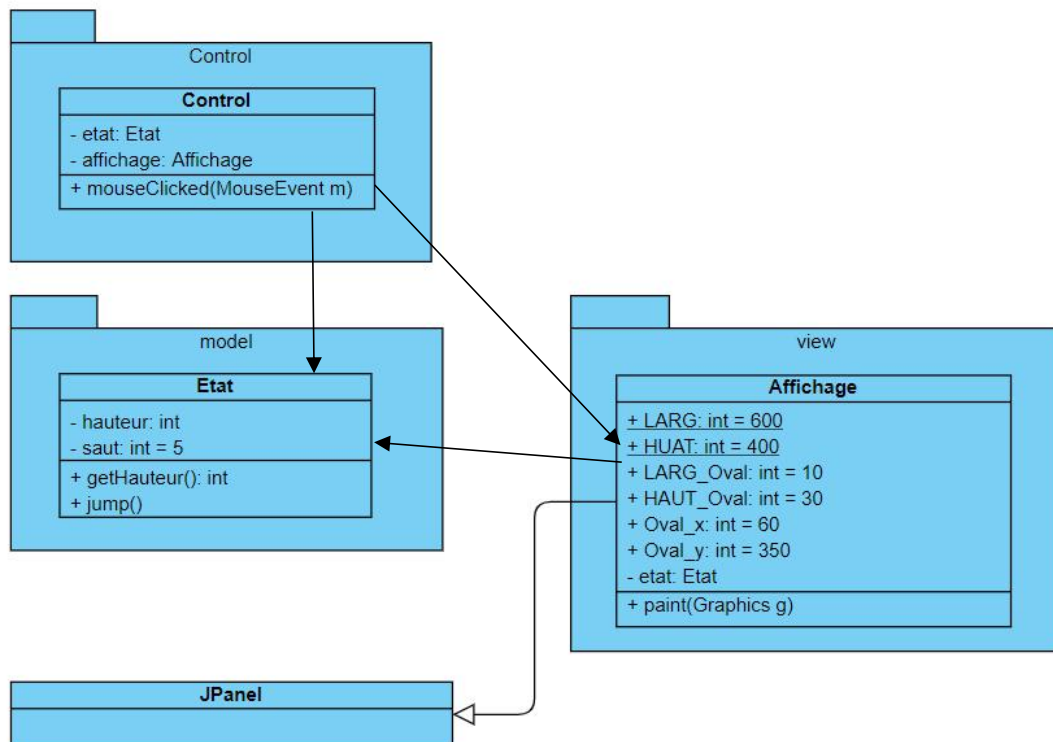 Control
Control
- etat: Etat
- affichage: Affichage
+ mouseClicked(MouseEvent m)
model
Etat
- hauteur: int
- saut: int = 5
+ getHauteur(): int
+ jump()
view
Affichage
+ LARG: int = 600
+ HUAT: int = 400
+ LARG_Oval: int = 10
+ HAUT_Oval: int = 30
+ Oval_x: int = 60
+ Oval_y: int = 350
- etat: Etat
+ paint(Graphics g)
JPanel